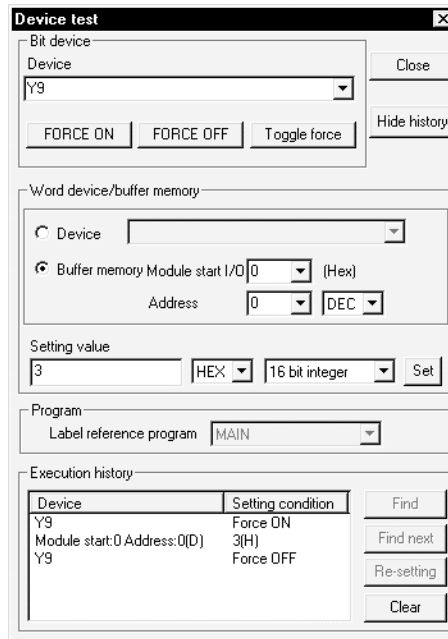 Device test
Bit device
Device
Y9
Close
FORCE ON FORCE OFF Toggle force
Hide history
Word device/buffer memory
Device
Buffer memory Module start I/O 0 (Hex)
Address 0 DEC
Setting value
3 HEX 16 bit integer Set
Program
Label reference program MAIN
Execution history
Device Setting condition
Y9 Force ON
Module start:0 Address:0(D) 3(H)
Y9 Force OFF
Find
Find next
Re-setting
Clear